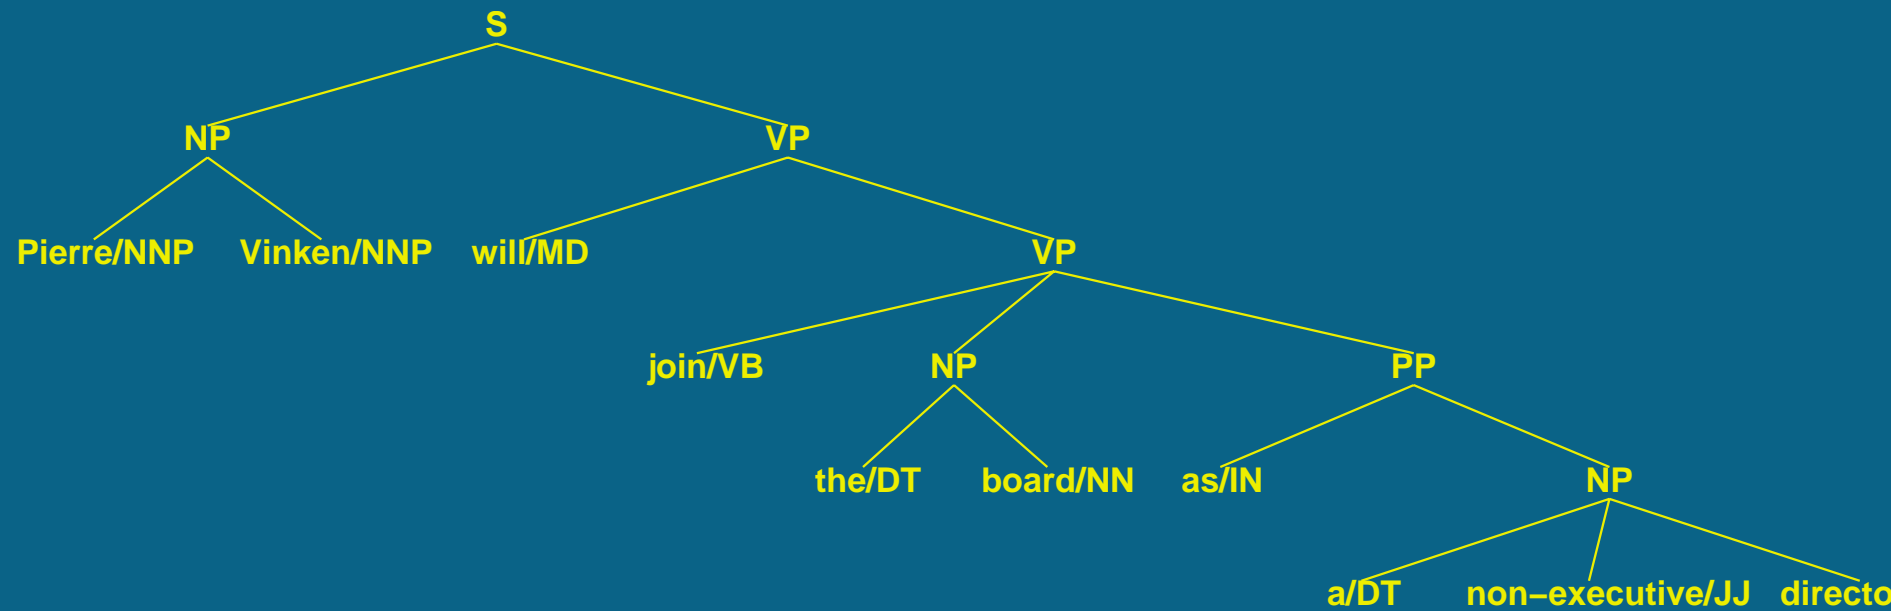 S
NP VP
Pierre/NNP Vinken/NNP will/MD VP
join/VB NP PP
the/DT board/NN as/IN NP
a/DT non–executive/JJ directo